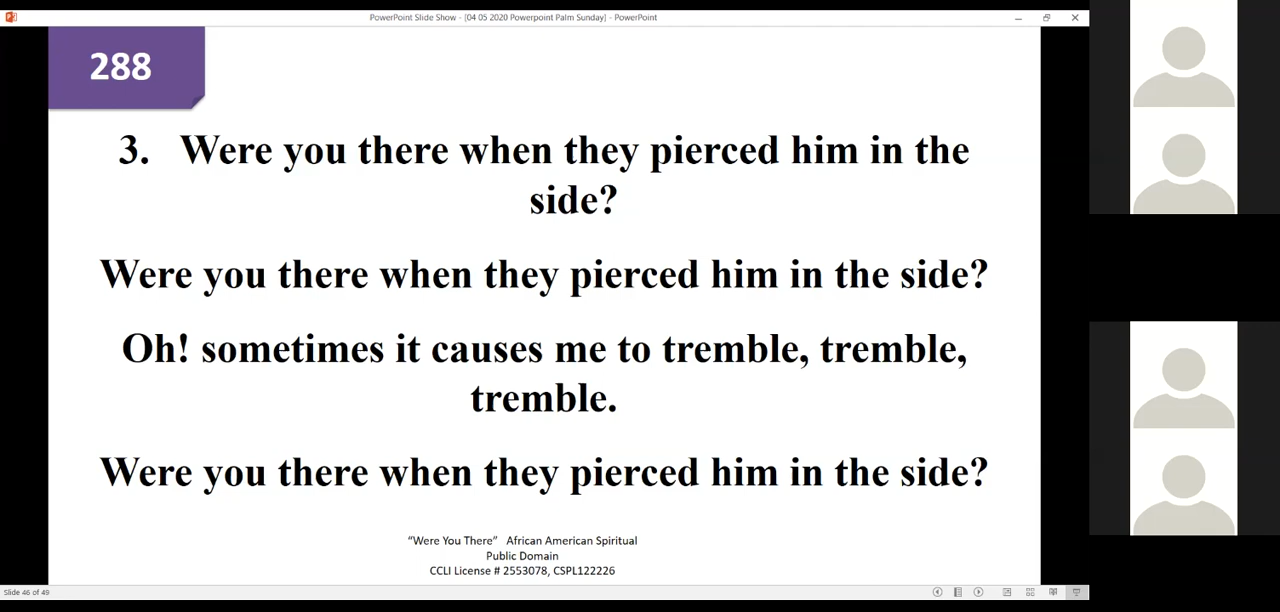 PowerPoint Slide Show - [04 05 2020 Powerpoint Palm Sunday] - PowerPoint
288
3. Were you there when they pierced him in the
side?
Were you there when they pierced him in the side?
Oh! sometimes it causes me to tremble, tremble,
tremble.
Were you there when they pierced him in the side?
“Were You There” African American Spiritual
Public Domain
CCLI License # 2553078, CSPL122226
Slide 46 of 49